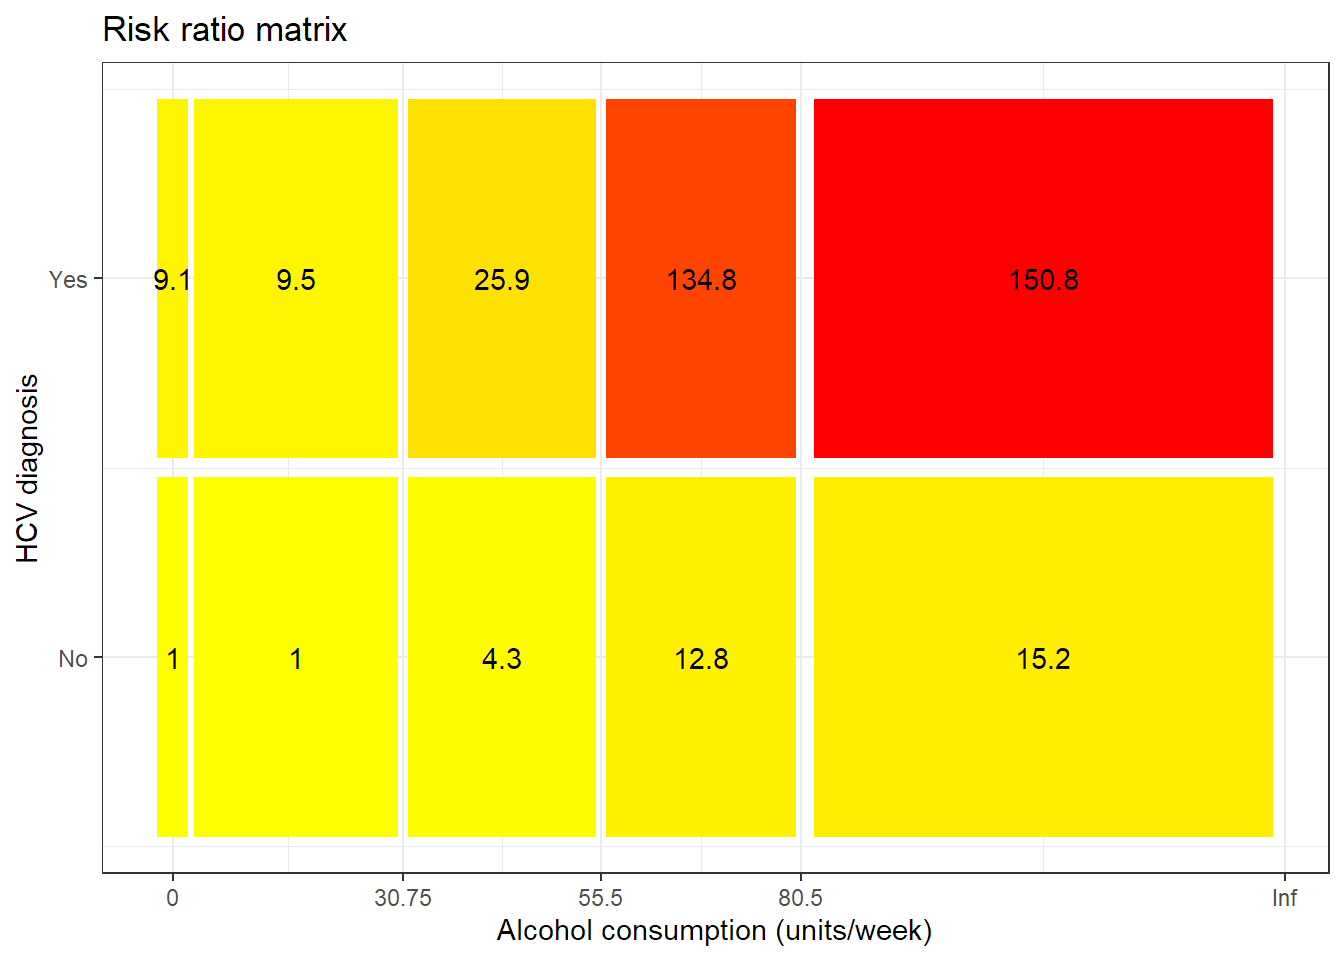 Risk ratio matrix
Yes
9.1
9.5
25.9
134.8
150.8
HCV diagnosis
No
1
1
4.3
12.8
15.2
0
30.75
55.5
80.5
Inf
Alcohol consumption (units/week)